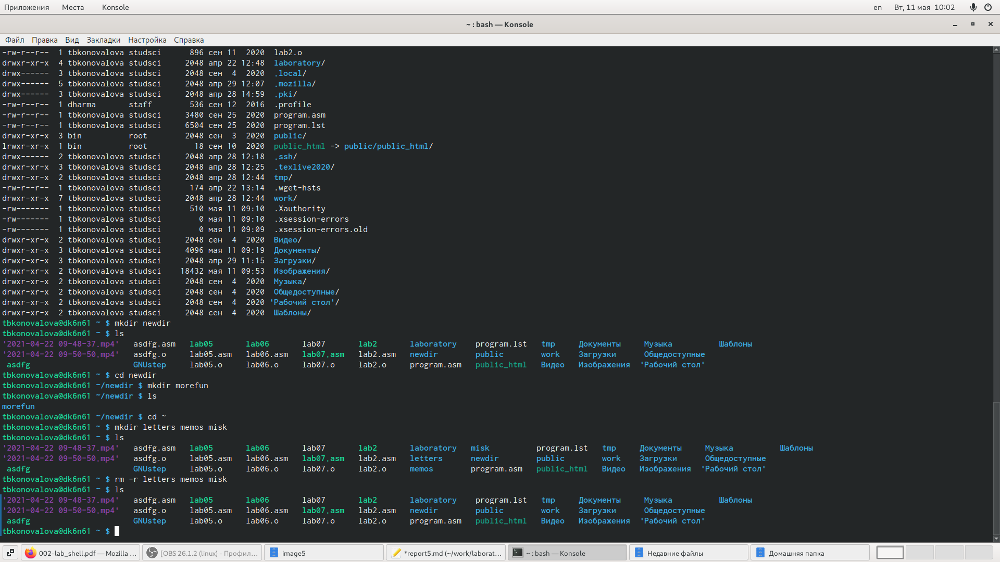 Приложения Места Konsole en Вт, 11 мая 10:02
~ : bash — Konsole
Файл Правка Вид Закладки Настройка Справка
-rw-r--r-- 1 tbkonovalova studsci 896 сен 11 2020 lab2.o
drwxr-xr-x 4 tbkonovalova studsci 2048 апр 22 12:48 laboratory/
drwx------ 3 tbkonovalova studsci 2048 сен 4 2020 .local/
drwx------ 5 tbkonovalova studsci 2048 апр 29 12:07 .mozilla/
drwx------ 3 tbkonovalova studsci 2048 апр 28 14:59 .pki/
-rw-r--r-- 1 dharma staff 536 сен 12 2016 .profile
-rw-r--r-- 1 tbkonovalova studsci 3480 сен 25 2020 program.asm
-rw-r--r-- 1 tbkonovalova studsci 6504 сен 25 2020 program.lst
drwxr-xr-x 3 bin root 2048 сен 3 2020 public/
lrwxr-xr-x 1 bin root 18 сен 10 2020 public_html -> public/public_html/
drwx------ 2 tbkonovalova studsci 2048 апр 28 12:18 .ssh/
drwxr-xr-x 3 tbkonovalova studsci 2048 апр 28 12:25 .texlive2020/
drwxr-xr-x 2 tbkonovalova studsci 2048 апр 28 12:44 tmp/
-rw-r--r-- 1 tbkonovalova studsci 174 апр 22 13:14 .wget-hsts
drwxr-xr-x 7 tbkonovalova studsci 2048 апр 28 12:44 work/
-rw------- 1 tbkonovalova studsci 510 мая 11 09:10 .Xauthority
-rw------- 1 tbkonovalova studsci 0 мая 11 09:10 .xsession-errors
-rw------- 1 tbkonovalova studsci 0 мая 11 09:09 .xsession-errors.old
drwxr-xr-x 2 tbkonovalova studsci 2048 сен 4 2020 Видео/
drwxr-xr-x 3 tbkonovalova studsci 4096 мая 11 09:19 Документы/
drwxr-xr-x 3 tbkonovalova studsci 2048 апр 29 11:15 Загрузки/
drwxr-xr-x 2 tbkonovalova studsci 18432 мая 11 09:53 Изображения/
drwxr-xr-x 2 tbkonovalova studsci 2048 сен 4 2020 Музыка/
drwxr-xr-x 2 tbkonovalova studsci 2048 сен 4 2020 Общедоступные/
drwxr-xr-x 2 tbkonovalova studsci 2048 сен 4 2020 'Рабочий стол'/
drwxr-xr-x 2 tbkonovalova studsci 2048 сен 4 2020 Шаблоны/
tbkonovalova@dk6n61 ~ $ mkdir newdir
tbkonovalova@dk6n61 ~ $ ls
'2021-04-22 09-48-37.mp4' asdfg.asm lab05 lab06 lab07 lab2 laboratory program.lst tmp Документы Музыка Шаблоны
'2021-04-22 09-50-50.mp4' asdfg.o lab05.asm lab06.asm lab07.asm lab2.asm newdir public work Загрузки Общедоступные
asdfg GNUstep lab05.o lab06.o lab07.o lab2.o program.asm public_html Видео Изображения 'Рабочий стол'
tbkonovalova@dk6n61 ~ $ cd newdir
tbkonovalova@dk6n61 ~/newdir $ mkdir morefun
tbkonovalova@dk6n61 ~/newdir $ ls
morefun
tbkonovalova@dk6n61 ~/newdir $ cd ~
tbkonovalova@dk6n61 ~ $ mkdir letters memos misk
tbkonovalova@dk6n61 ~ $ ls
'2021-04-22 09-48-37.mp4' asdfg.asm lab05 lab06 lab07 lab2 laboratory misk program.lst tmp Документы Музыка Шаблоны
'2021-04-22 09-50-50.mp4' asdfg.o lab05.asm lab06.asm lab07.asm lab2.asm letters newdir public work Загрузки Общедоступные
asdfg GNUstep lab05.o lab06.o lab07.o lab2.o memos program.asm public_html Видео Изображения 'Рабочий стол'
tbkonovalova@dk6n61 ~ $ rm -r letters memos misk
tbkonovalova@dk6n61 ~ $ ls
'2021-04-22 09-48-37.mp4' asdfg.asm lab05 lab06 lab07 lab2 laboratory program.lst tmp Документы Музыка Шаблоны
'2021-04-22 09-50-50.mp4' asdfg.o lab05.asm lab06.asm lab07.asm lab2.asm newdir public work Загрузки Общедоступные
asdfg GNUstep lab05.o lab06.o lab07.o lab2.o program.asm public_html Видео Изображения 'Рабочий стол'
tbkonovalova@dk6n61 ~ $
002-lab_shell.pdf — Mozilla ... [OBS 26.1.2 (linux) - Профил... image5 *report5.md (~/work/laborat... ~ : bash — Konsole Недавние файлы Домашняя папка